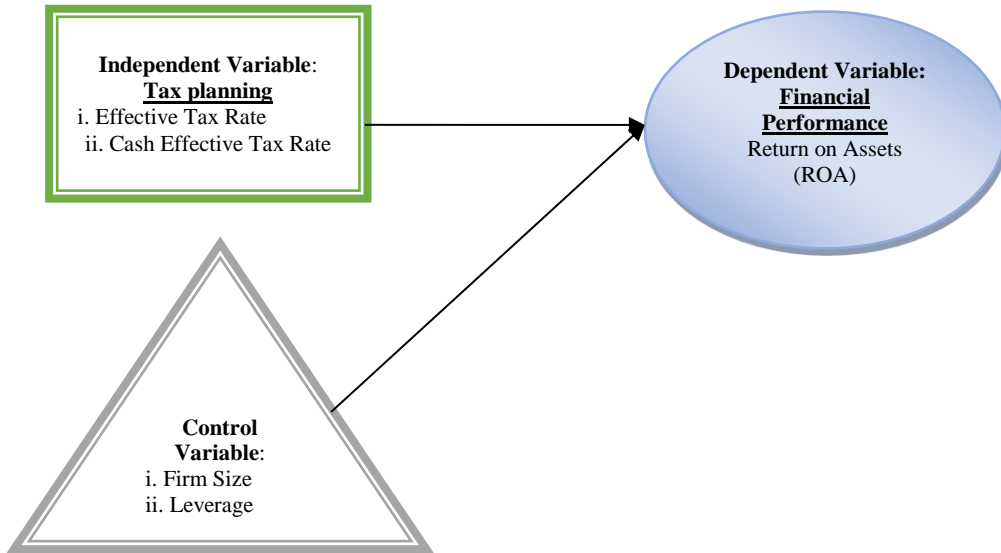 Independent Variable:
Tax planning
i. Effective Tax Rate
ii. Cash Effective Tax Rate
Dependent Variable:
Financial
Performance
Return on Assets
(ROA)
Control
Variable:
i. Firm Size
ii. Leverage